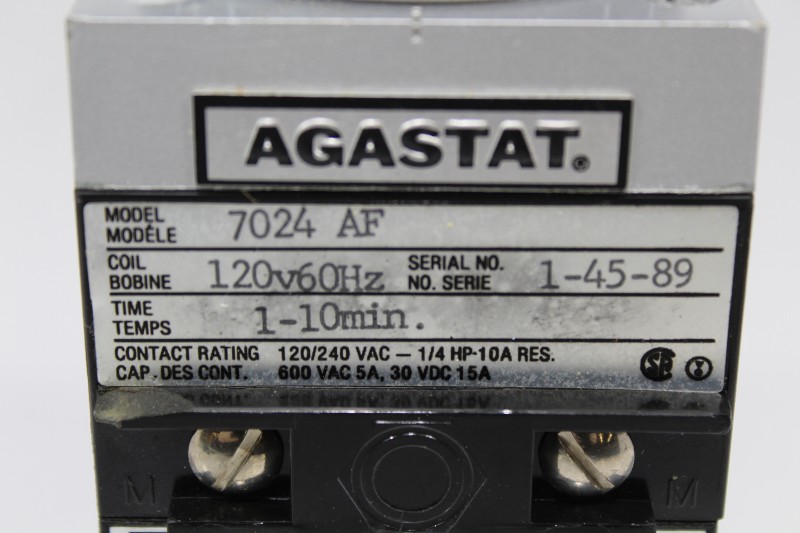 AGASTAT®
MODEL 7024 AF
MODÈLE
COIL 120v60Hz SERIAL NO. 1-45-89
BOBINE NO. SERIE
TIME 1-10min.
TEMPS
CONTACT RATING 120/240 VAC — 1/4 HP-10A RES.
CAP. DES CONT. 600 VAC 5A, 30 VDC 15A
M M